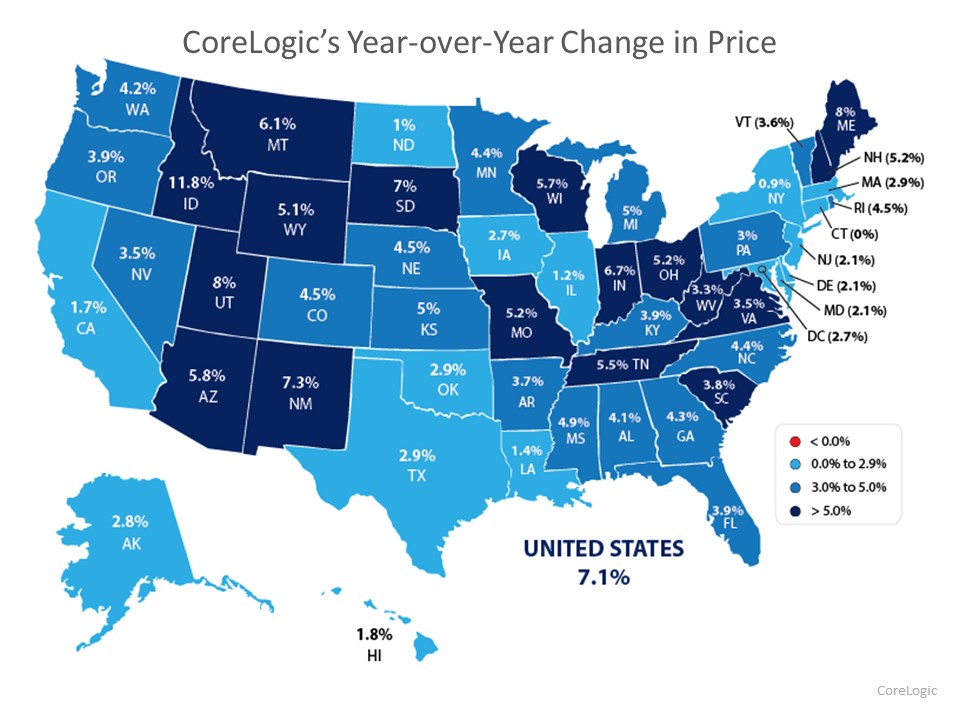 CoreLogic's Year-over-Year Change in Price
4.2%
WA
3.9%
OR
1.7%
CA
3.5%
NV
11.8%
ID
6.1%
MT
5.1%
WY
8%
UT
4.5%
CO
5.8%
AZ
7.3%
NM
1%
ND
7%
SD
4.5%
NE
5%
KS
2.9%
OK
2.9%
TX
4.4%
MN
2.7%
IA
5.2%
MO
3.7%
AR
1.4%
LA
5.7%
WI
1.2%
IL
5%
MI
6.7%
IN
5.2%
OH
3.9%
KY
5.5% TN
4.9%
MS
4.1%
AL
4.3%
GA
3.9%
FL
3.8%
SC
4.4%
NC
3.5%
VA
3.3%
WV
3%
PA
0.9%
NY
8%
ME
VT (3.6%)
NH (5.2%)
MA (2.9%)
RI (4.5%)
CT (0%)
NJ (2.1%)
DE (2.1%)
MD (2.1%)
DC (2.7%)
2.8%
AK
1.8%
HI
UNITED STATES
7.1%
< 0.0%
0.0% to 2.9%
3.0% to 5.0%
> 5.0%
CoreLogic